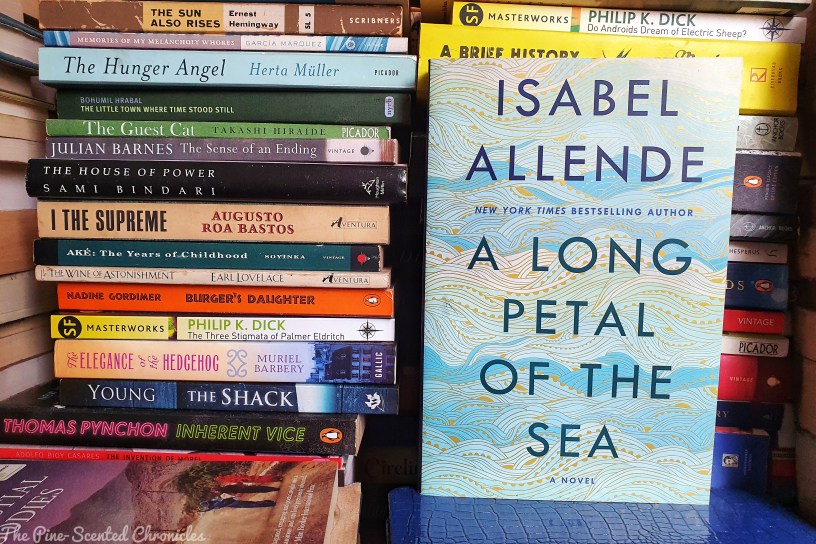 THE SUN ALSO RISES Ernest Hemingway SL 5 SCRIBNERS
MEMORIES OF MY MELANCHOLY WHORES GARCÍA MÁRQUEZ
The Hunger Angel Herta Müller PICADOR
BOHUMIL HRABAL
THE LITTLE TOWN WHERE TIME STOOD STILL
The Guest Cat TAKASHI HIRAIDE PICADOR
JULIAN BARNES The Sense of an Ending VINTAGE
THE HOUSE OF POWER
SAMI BINDARI
I THE SUPREME AUGUSTO ROA BASTOS AVENTURA
AKÉ: The Years of Childhood SOYINKA VINTAGE
THE WINE OF ASTONISHMENT EARL LOVELACE AVENTURA
NADINE GORDIMER BURGER'S DAUGHTER
SF MASTERWORKS PHILIP K. DICK
The Three Stigmata of Palmer Eldritch
The ELEGANCE of the HEDGEHOG MURIEL BARBERY GALLIC
YOUNG THE SHACK
THOMAS PYNCHON INHERENT VICE
ADOLFO BIOY CASARES THE INVENTION OF
The Pine-Scented Chronicles
SF MASTERWORKS PHILIP K. DICK
Do Androids Dream of Electric Sheep?
A BRIEF HISTORY
ISABEL
ALLENDE
NEW YORK TIMES BESTSELLING AUTHOR
A LONG
PETAL
OF THE
SEA
A NOVEL
HESPERUS
DS
VINTAGE
PICADOR
VINTAGE